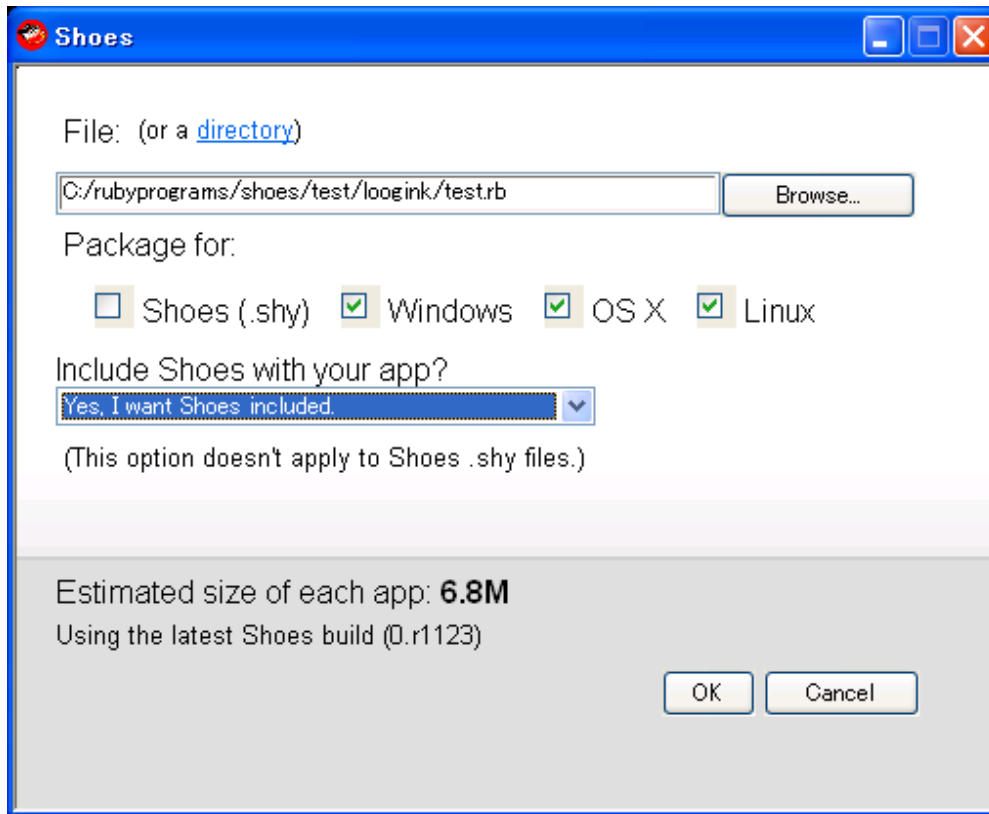 Shoes
File: (or a directory)
C:/rubyprograms/shoes/test/loogink/test.rb Browse...
Package for:
Shoes (.shy) Windows OS X Linux
Include Shoes with your app?
Yes, I want Shoes included.
(This option doesn't apply to Shoes .shy files.)
Estimated size of each app: 6.8M
Using the latest Shoes build (0.r1123)
OK Cancel